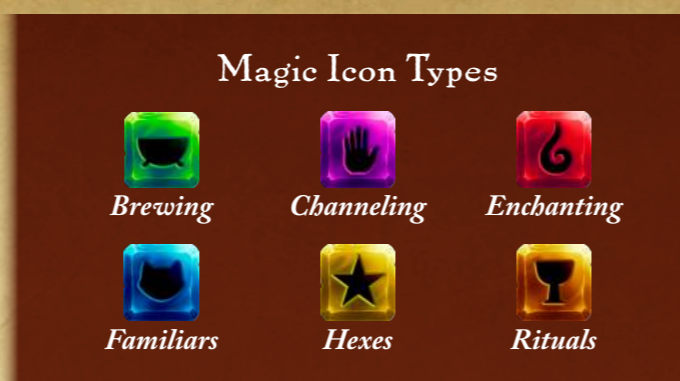 Magic Icon Types
Brewing Channeling Enchanting
Familiars Hexes Rituals